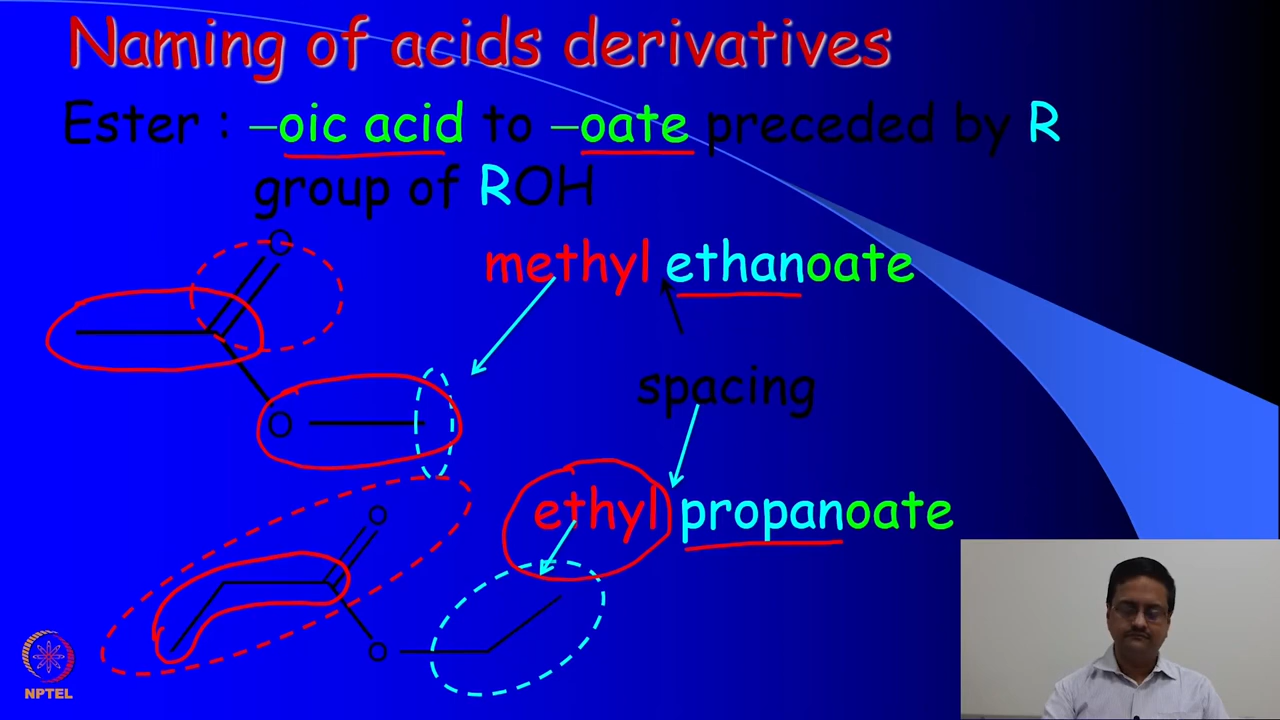 Naming of acids derivatives
Ester : –oic acid to –oate preceded by R
group of ROH
O
methyl ethanoate
spacing
O
ethyl propanoate
O
O
NPTEL